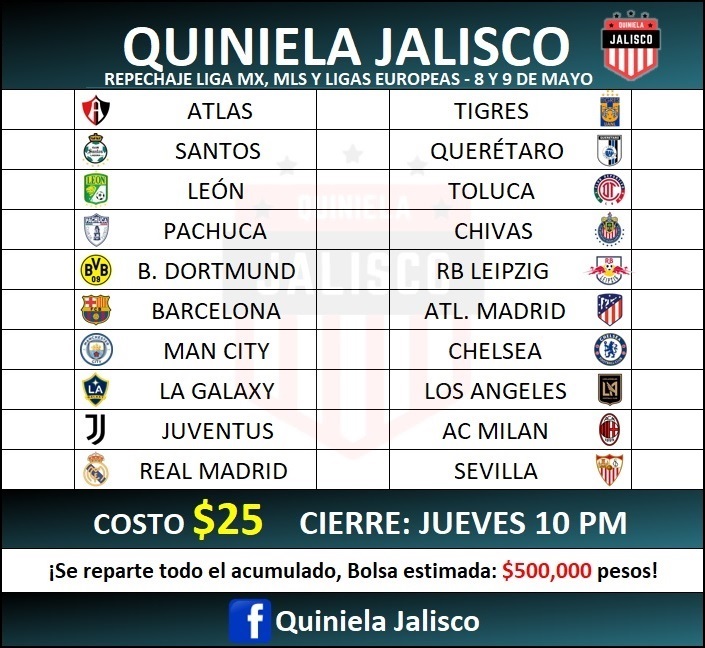 QUINIELA JALISCO
QUINIELA
JALISCO
REPECHAJE LIGA MX, MLS Y LIGAS EUROPEAS - 8 Y 9 DE MAYO
ATLAS TIGRES
SANTOS QUERÉTARO
LEÓN TOLUCA
PACHUCA CHIVAS
B. DORTMUND RB LEIPZIG
BARCELONA ATL. MADRID
MAN CITY CHELSEA
LA GALAXY LOS ANGELES
JUVENTUS AC MILAN
REAL MADRID SEVILLA
QUINIELA
JALISCO
COSTO $25 CIERRE: JUEVES 10 PM
¡Se reparte todo el acumulado, Bolsa estimada: $500,000 pesos!
f Quiniela Jalisco